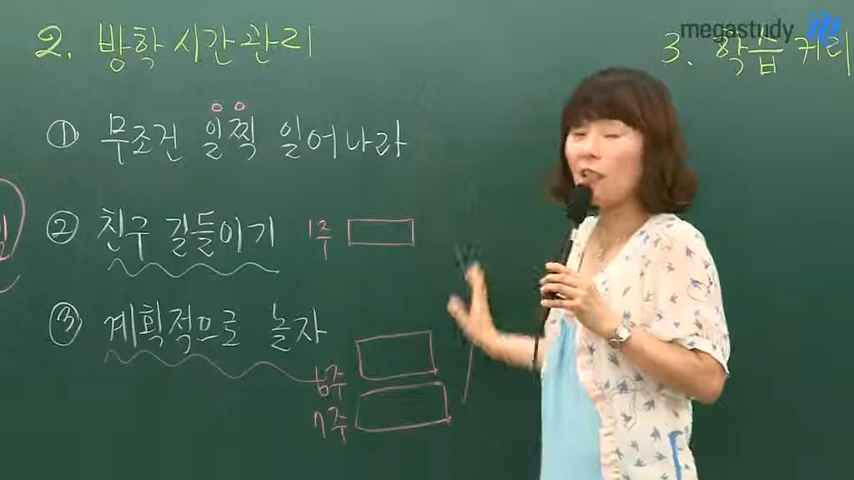 megastudy
2. 방학시간관리
3. 학습커리
① 무조건 일찍 일어나라
② 친구 길들이기 1주
③ 계획적으로 놀자
6주
7주